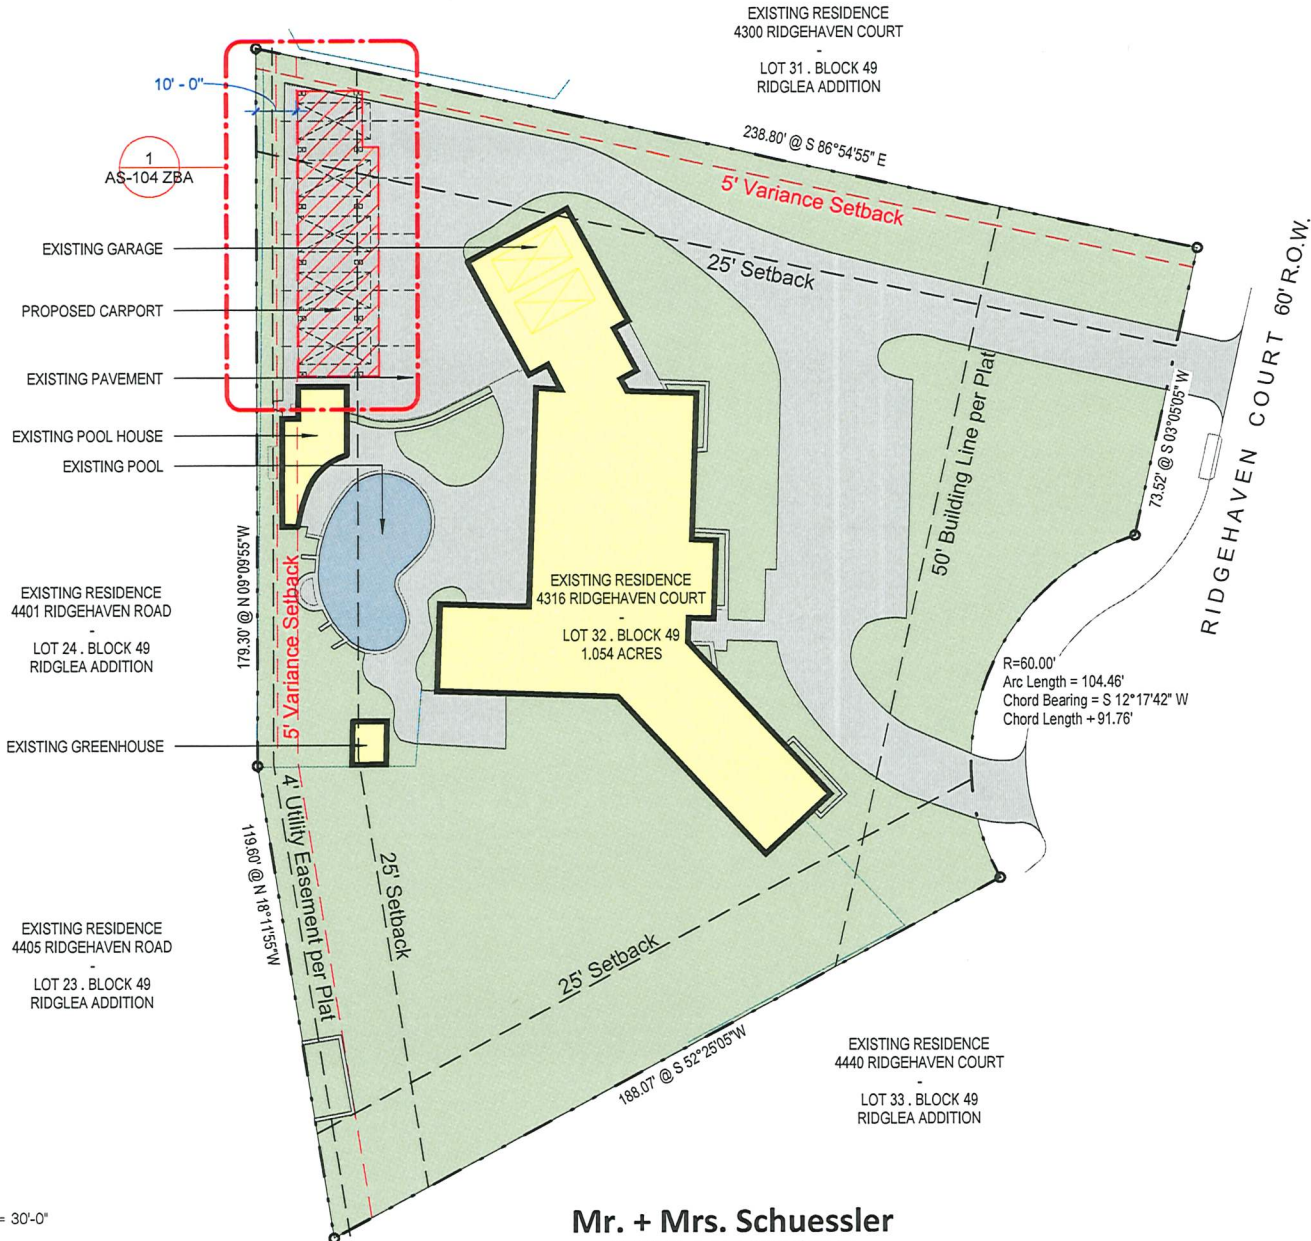 EXISTING RESIDENCE
4300 RIDGEHAVEN COURT
-
LOT 31 . BLOCK 49
RIDGLEA ADDITION
10' - 0"
1
AS-104 ZBA
238.80' @ S 86°54'55" E
5' Variance Setback
25' Setback
EXISTING GARAGE
PROPOSED CARPORT
EXISTING PAVEMENT
EXISTING POOL HOUSE
EXISTING POOL
RIDGEHAVEN COURT 60' R.O.W.
73.52' @ S 03°05'05" W
50' Building Line per Plat
179.30' @ N 09°09'55"W
5' Variance Setback
EXISTING RESIDENCE
4316 RIDGEHAVEN COURT
-
LOT 32 . BLOCK 49
1.054 ACRES
EXISTING RESIDENCE
4401 RIDGEHAVEN ROAD
-
LOT 24 . BLOCK 49
RIDGLEA ADDITION
R=60.00'
Arc Length = 104.46'
Chord Bearing = S 12°17'42" W
Chord Length + 91.76'
EXISTING GREENHOUSE
4' Utility Easement per Plat
119.60' @ N 18°11'55"W
25' Setback
25' Setback
EXISTING RESIDENCE
4405 RIDGEHAVEN ROAD
-
LOT 23 . BLOCK 49
RIDGLEA ADDITION
188.07' @ S 52°25'05"W
EXISTING RESIDENCE
4440 RIDGEHAVEN COURT
-
LOT 33 . BLOCK 49
RIDGLEA ADDITION
= 30'-0"
Mr. + Mrs. Schuessler